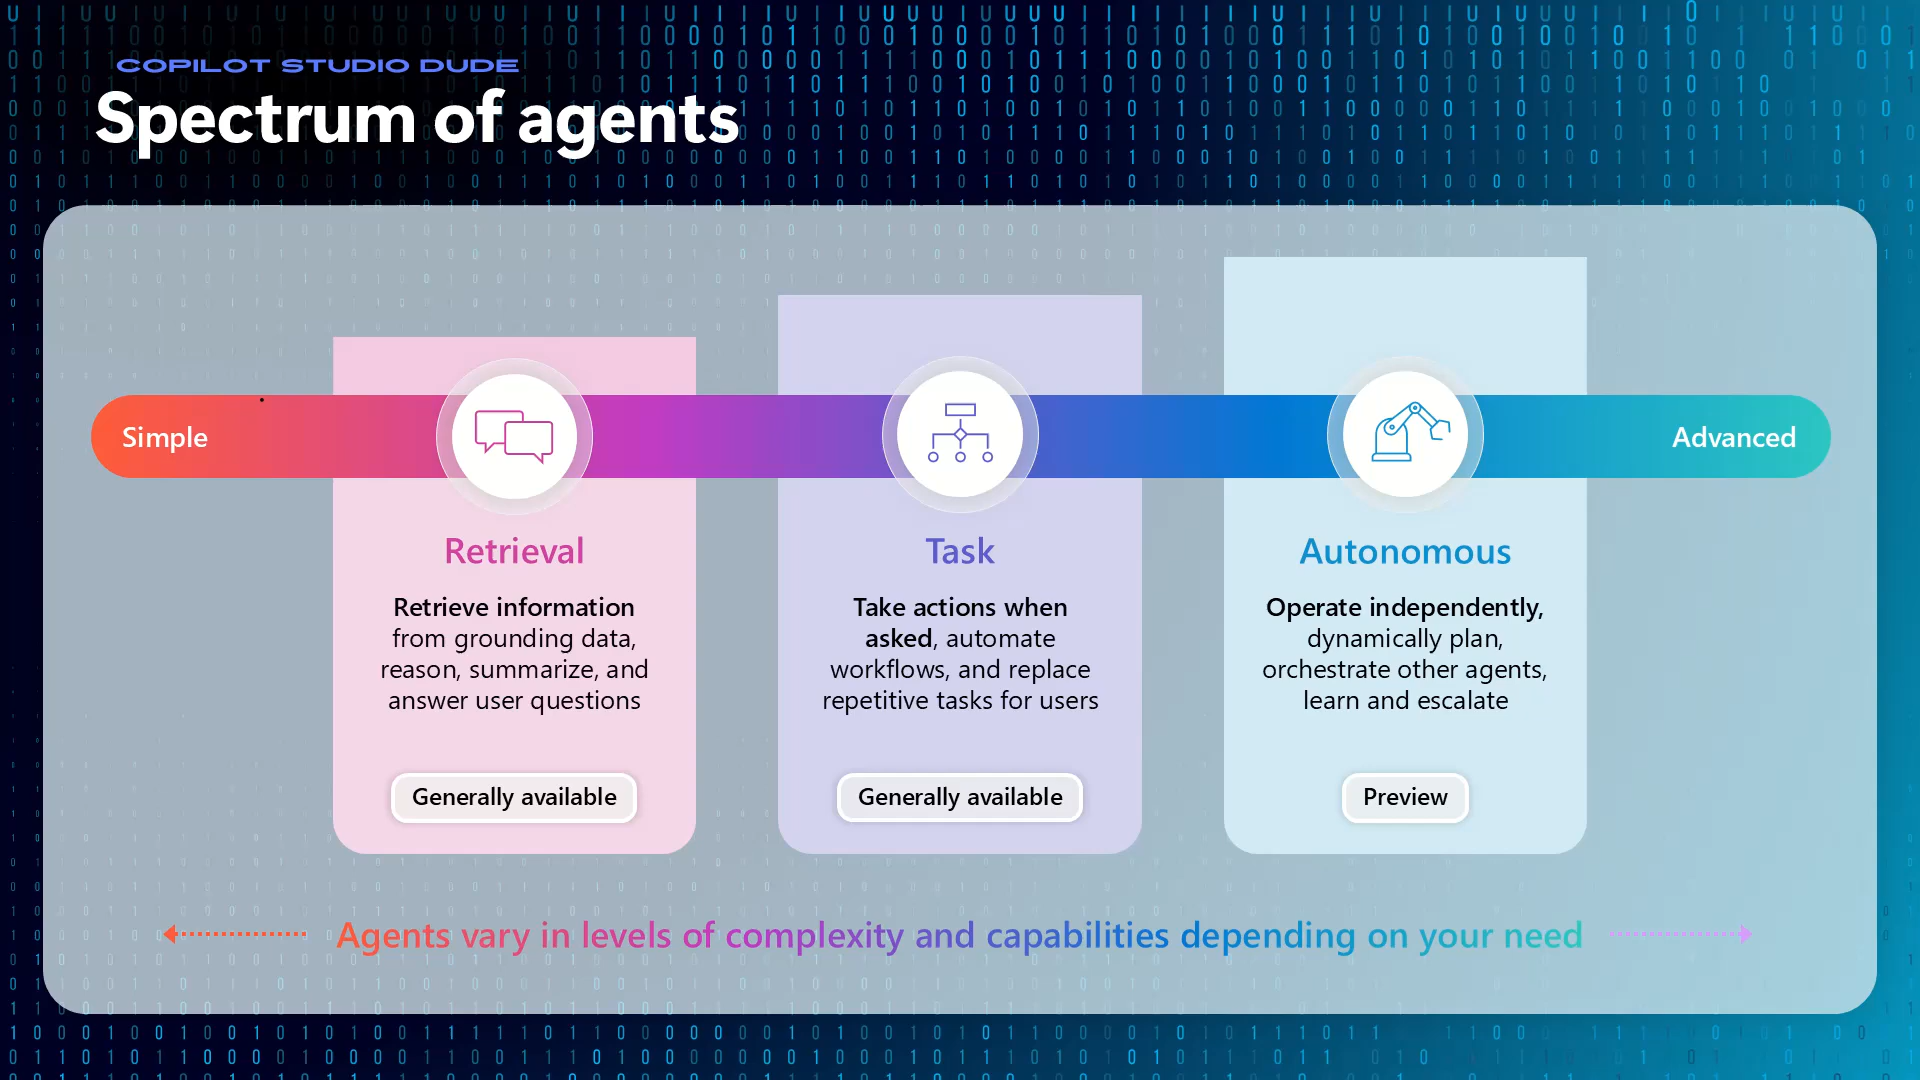 COPILOT STUDIO DUDE
Spectrum of agents
Simple
Advanced
Retrieval
Retrieve information
from grounding data,
reason, summarize, and
answer user questions
Generally available
Task
Take actions when
asked, automate
workflows, and replace
repetitive tasks for users
Generally available
Autonomous
Operate independently,
dynamically plan,
orchestrate other agents,
learn and escalate
Preview
Agents vary in levels of complexity and capabilities depending on your need